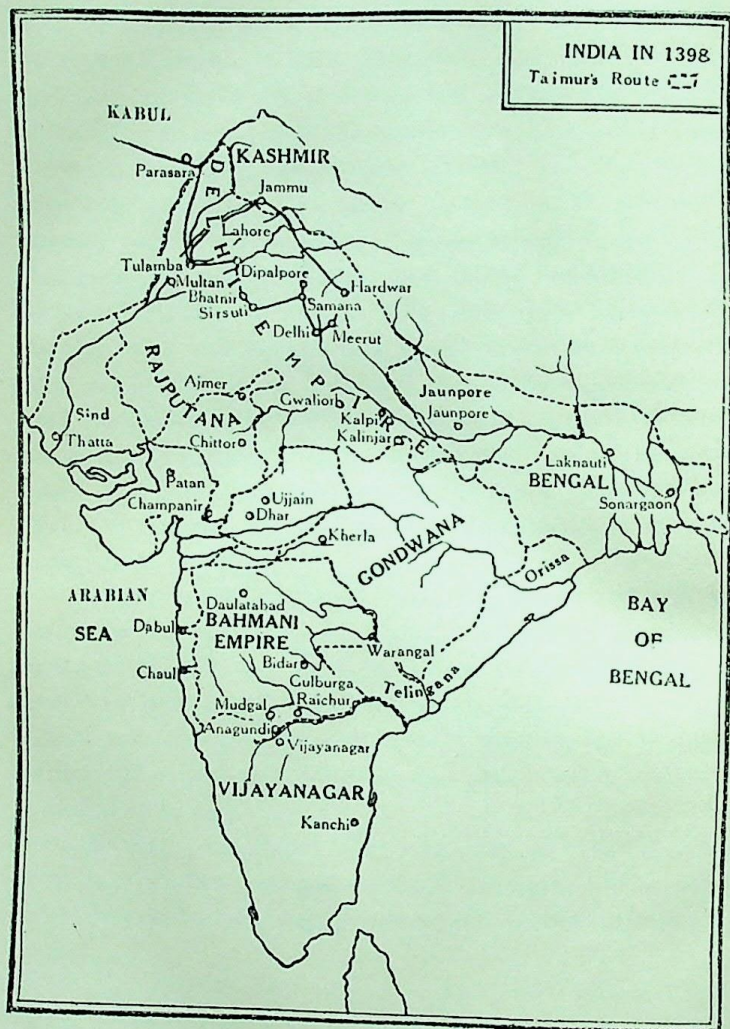 INDIA IN 1398
Taimur's Route
KABUL
KASHMIR
Parasara
DELHI EMPIRE
Jammu
Lahore
Tulamba
Multan
Dipalpore
Hardwar
Bhatnir
Samana
Sirsuti
Delhi
Meerut
RAJPUTANA
Ajmer
Gwalior
Jaunpore
Jaunpore
Kalpi
Kalinjar
Sind
Thatta
Chittor
Laknauti
BENGAL
Patan
Sonargaon
Champanir
Ujjain
Dhar
Kherla
GONDWANA
Orissa
ARABIAN
SEA
BAY
OF
BENGAL
Daulatabad
Dabul
BAHMANI
EMPIRE
Warangal
Bidar
Chaul
Gulburga
Telingana
Mudgal
Raichur
Anagundi
Vijayanagar
VIJAYANAGAR
Kanchi